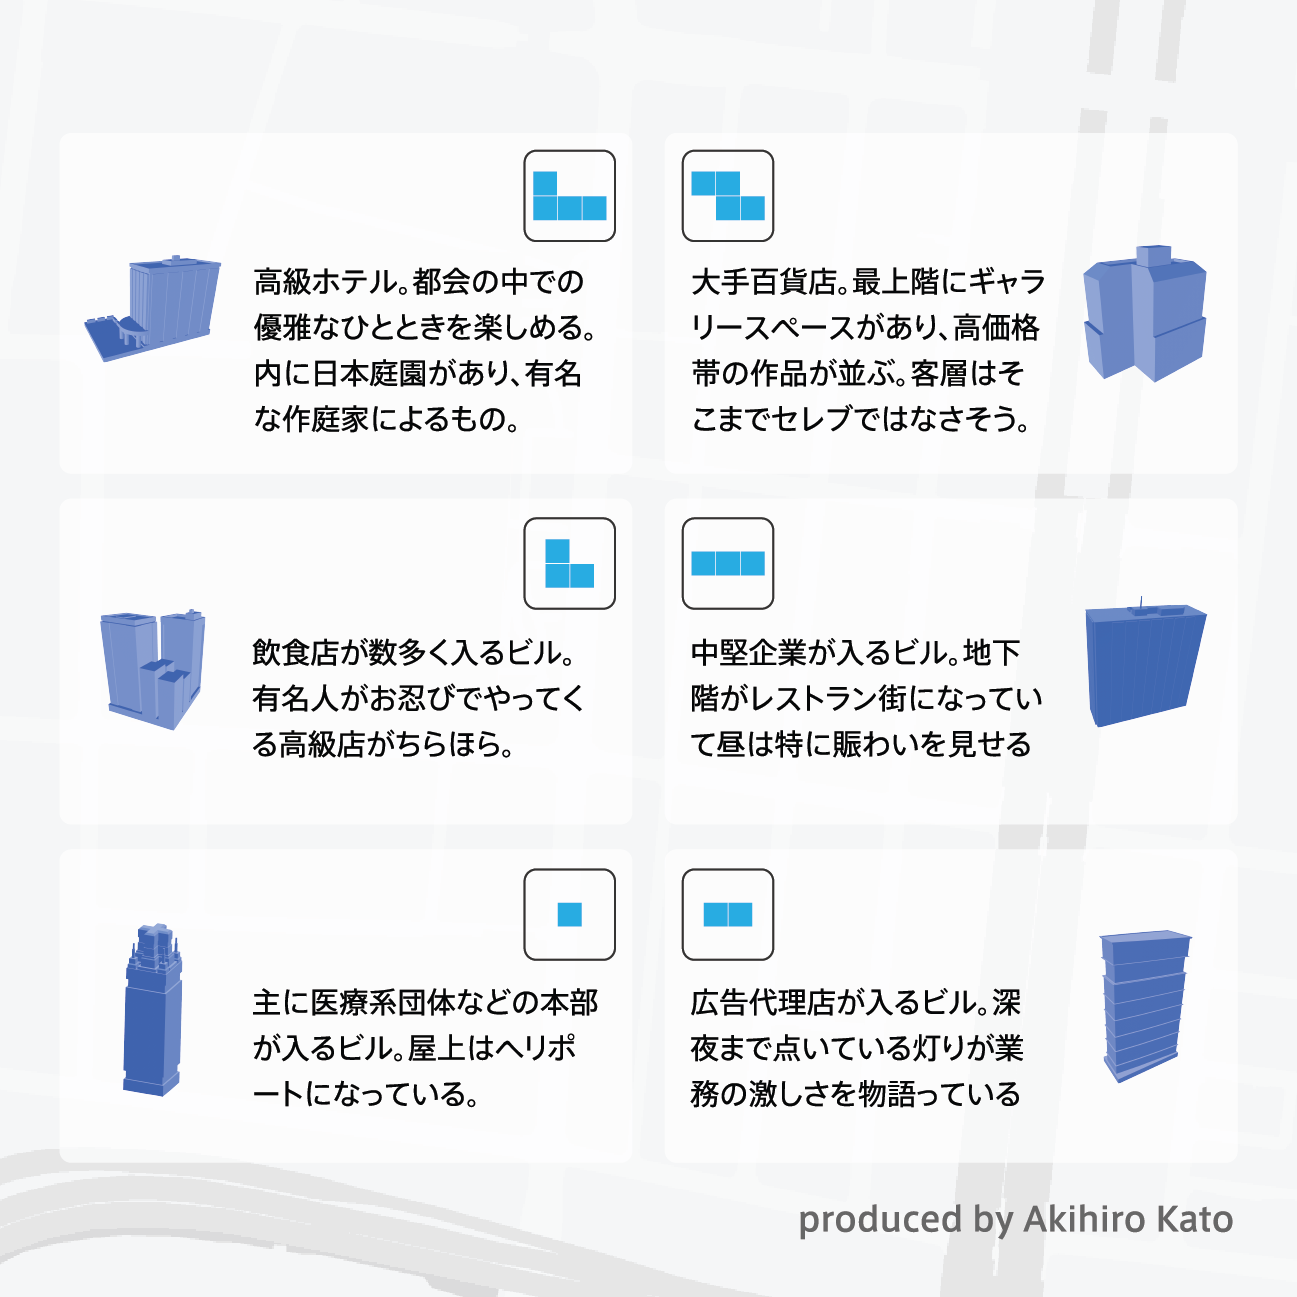 高級ホテル。都会の中での
優雅なひとときを楽しめる。
内に日本庭園があり、有名
な作庭家によるもの。
大手百貨店。最上階にギャラ
リースペースがあり、高価格
帯の作品が並ぶ。客層はそ
こまでセレブではなさそう。
飲食店が数多く入るビル。
有名人がお忍びでやってく
る高級店がちらほら。
中堅企業が入るビル。地下
階がレストラン街になってい
て昼は特に賑わいを見せる
主に医療系団体などの本部
が入るビル。屋上はヘリポ
ートになっている。
広告代理店が入るビル。深
夜まで点いている灯りが業
務の激しさを物語っている
produced by Akihiro Kato